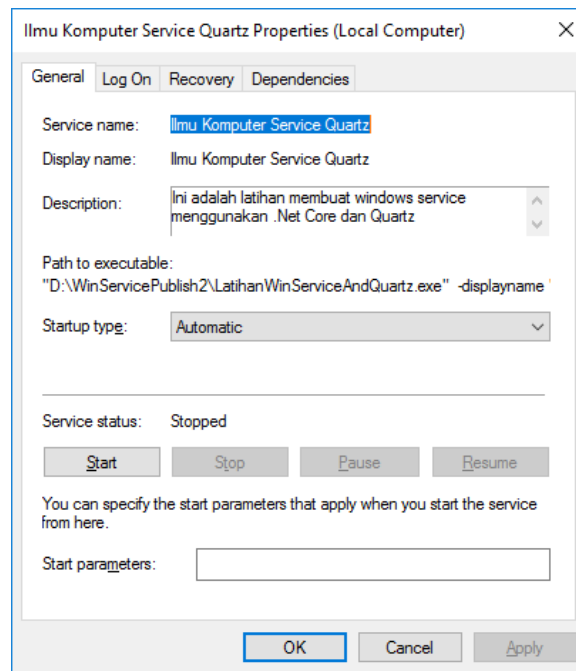 Ilmu Komputer Service Quartz Properties (Local Computer)
General Log On Recovery Dependencies
Service name: Ilmu Komputer Service Quartz
Display name: Ilmu Komputer Service Quartz
Description: Ini adalah latihan membuat windows service
menggunakan .Net Core dan Quartz
Path to executable:
"D:\WinServicePublish2\LatihanWinServiceAndQuartz.exe" -displayname '
Startup type: Automatic
Service status: Stopped
Start Stop Pause Resume
You can specify the start parameters that apply when you start the service
from here.
Start parameters:
OK Cancel Apply